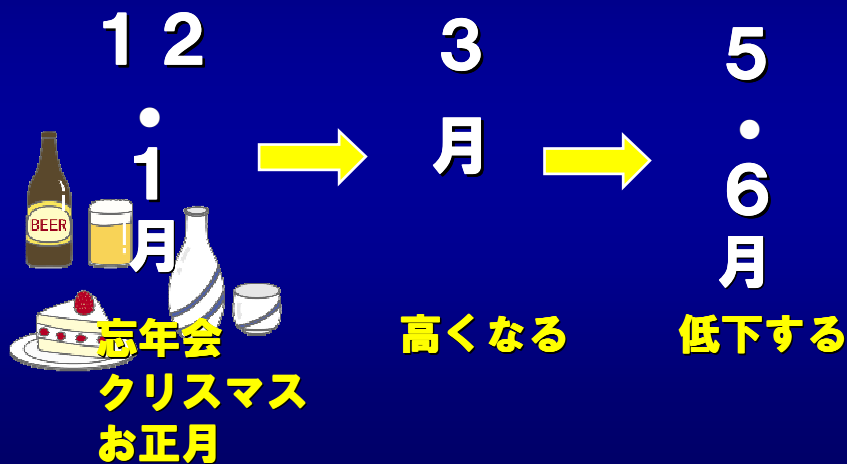 １２
・
１
月
BEER
忘年会
クリスマス
お正月
３
月
高くなる
５
・
６
月
低下する